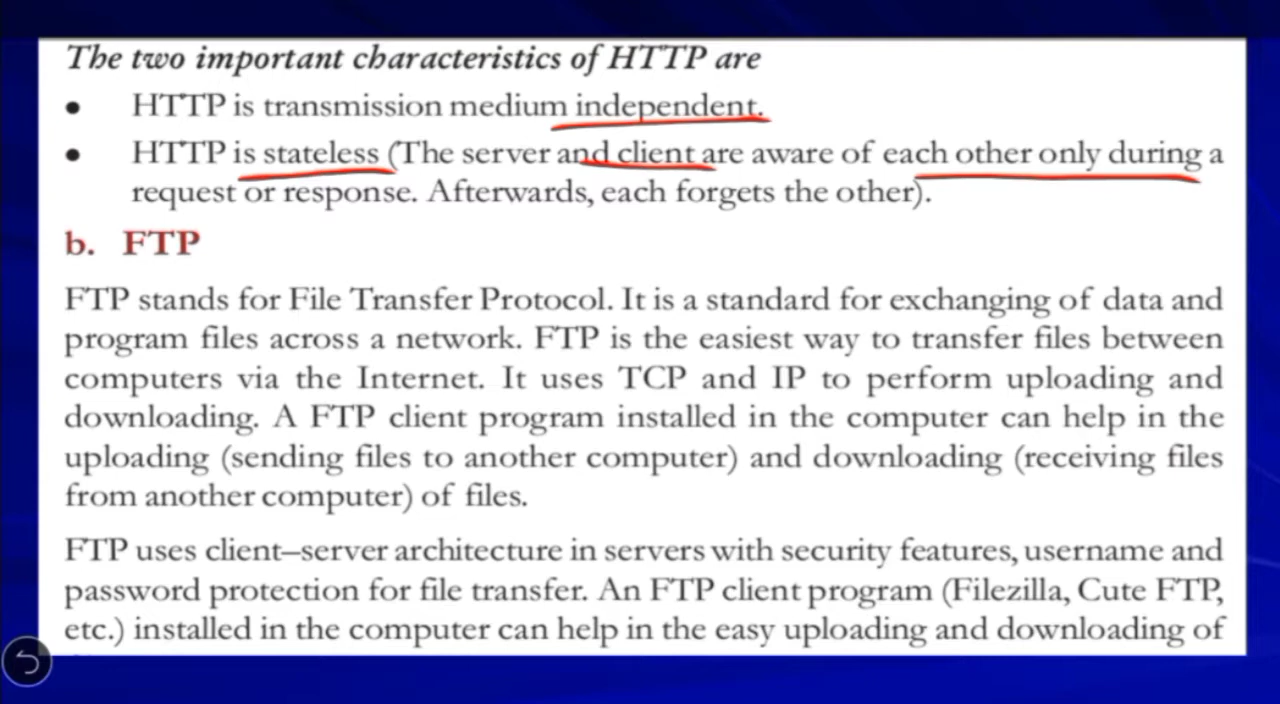 The two important characteristics of HTTP are
● HTTP is transmission medium independent.
● HTTP is stateless (The server and client are aware of each other only during a
request or response. Afterwards, each forgets the other).
b. FTP
FTP stands for File Transfer Protocol. It is a standard for exchanging of data and
program files across a network. FTP is the easiest way to transfer files between
computers via the Internet. It uses TCP and IP to perform uploading and
downloading. A FTP client program installed in the computer can help in the
uploading (sending files to another computer) and downloading (receiving files
from another computer) of files.
FTP uses client–server architecture in servers with security features, username and
password protection for file transfer. An FTP client program (Filezilla, Cute FTP,
etc.) installed in the computer can help in the easy uploading and downloading of